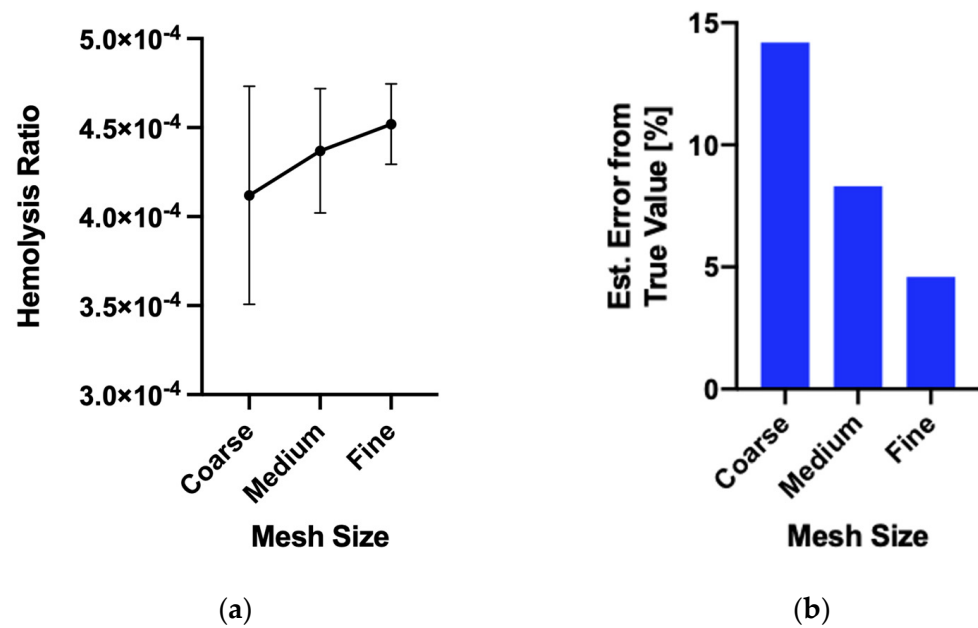 Hemolysis Ratio
5.0×10⁻⁴
4.5×10⁻⁴
4.0×10⁻⁴
3.5×10⁻⁴
3.0×10⁻⁴
Coarse
Medium
Fine
Mesh Size
(a)
Est. Error from
True Value [%]
15
10
5
0
Coarse
Medium
Fine
Mesh Size
(b)